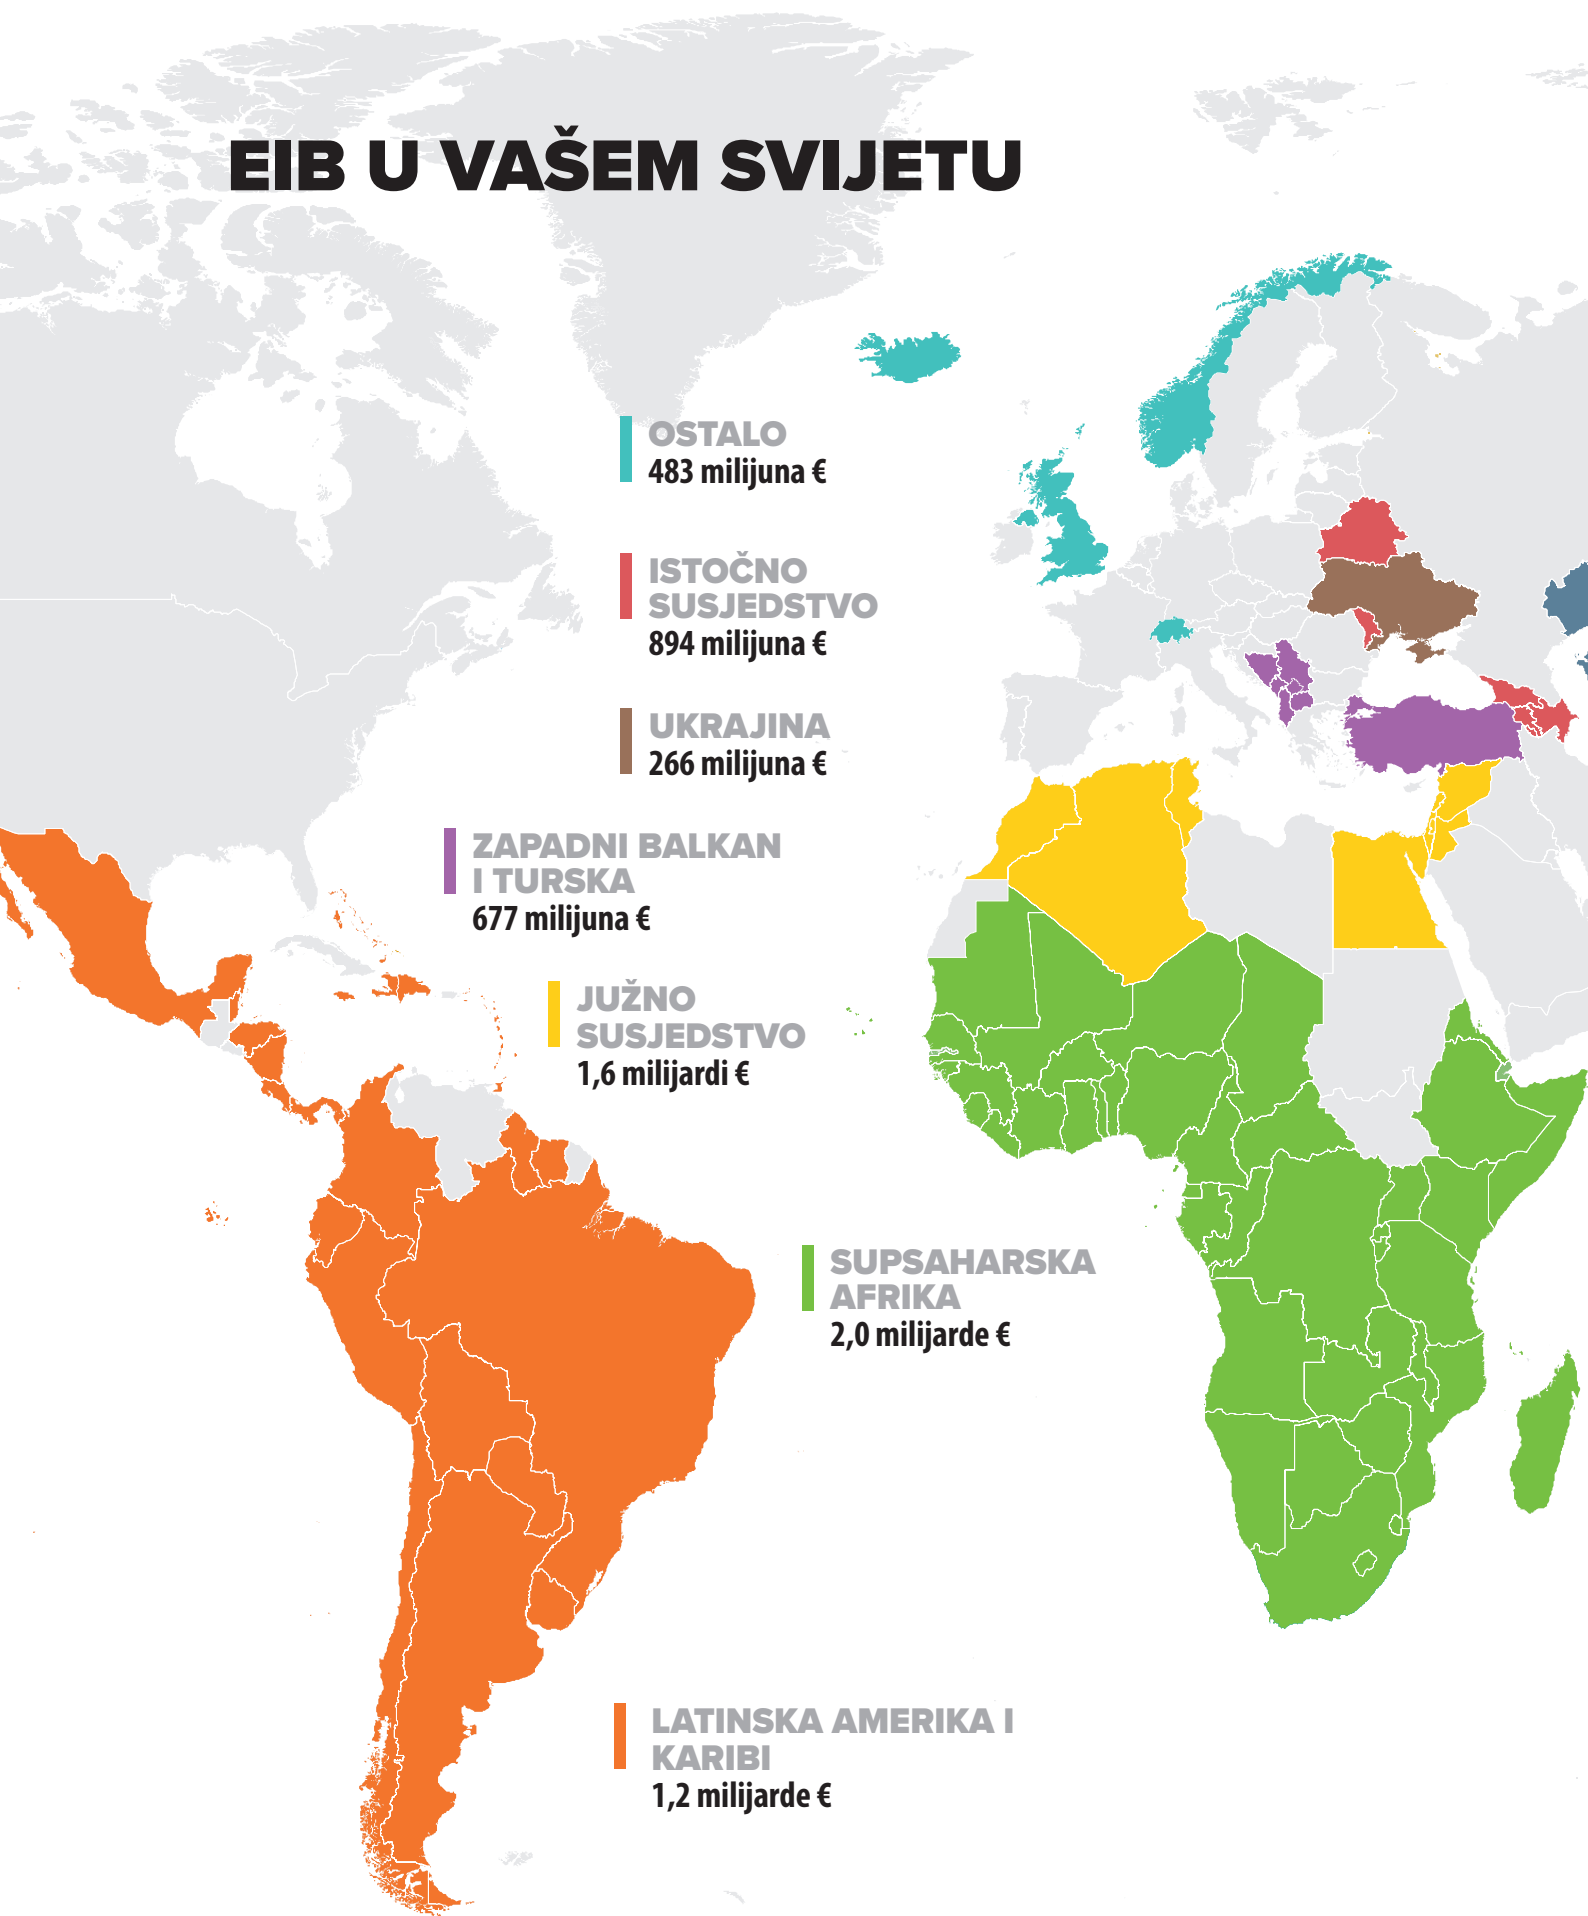 EIB U VAŠEM SVIJETU
OSTALO
483 milijuna €
ISTOČNO
SUSJEDSTVO
894 milijuna €
UKRAJINA
266 milijuna €
ZAPADNI BALKAN
I TURSKA
677 milijuna €
JUŽNO
SUSJEDSTVO
1,6 milijardi €
SUPSAHARSKA
AFRIKA
2,0 milijarde €
LATINSKA AMERIKA I
KARIBI
1,2 milijarde €